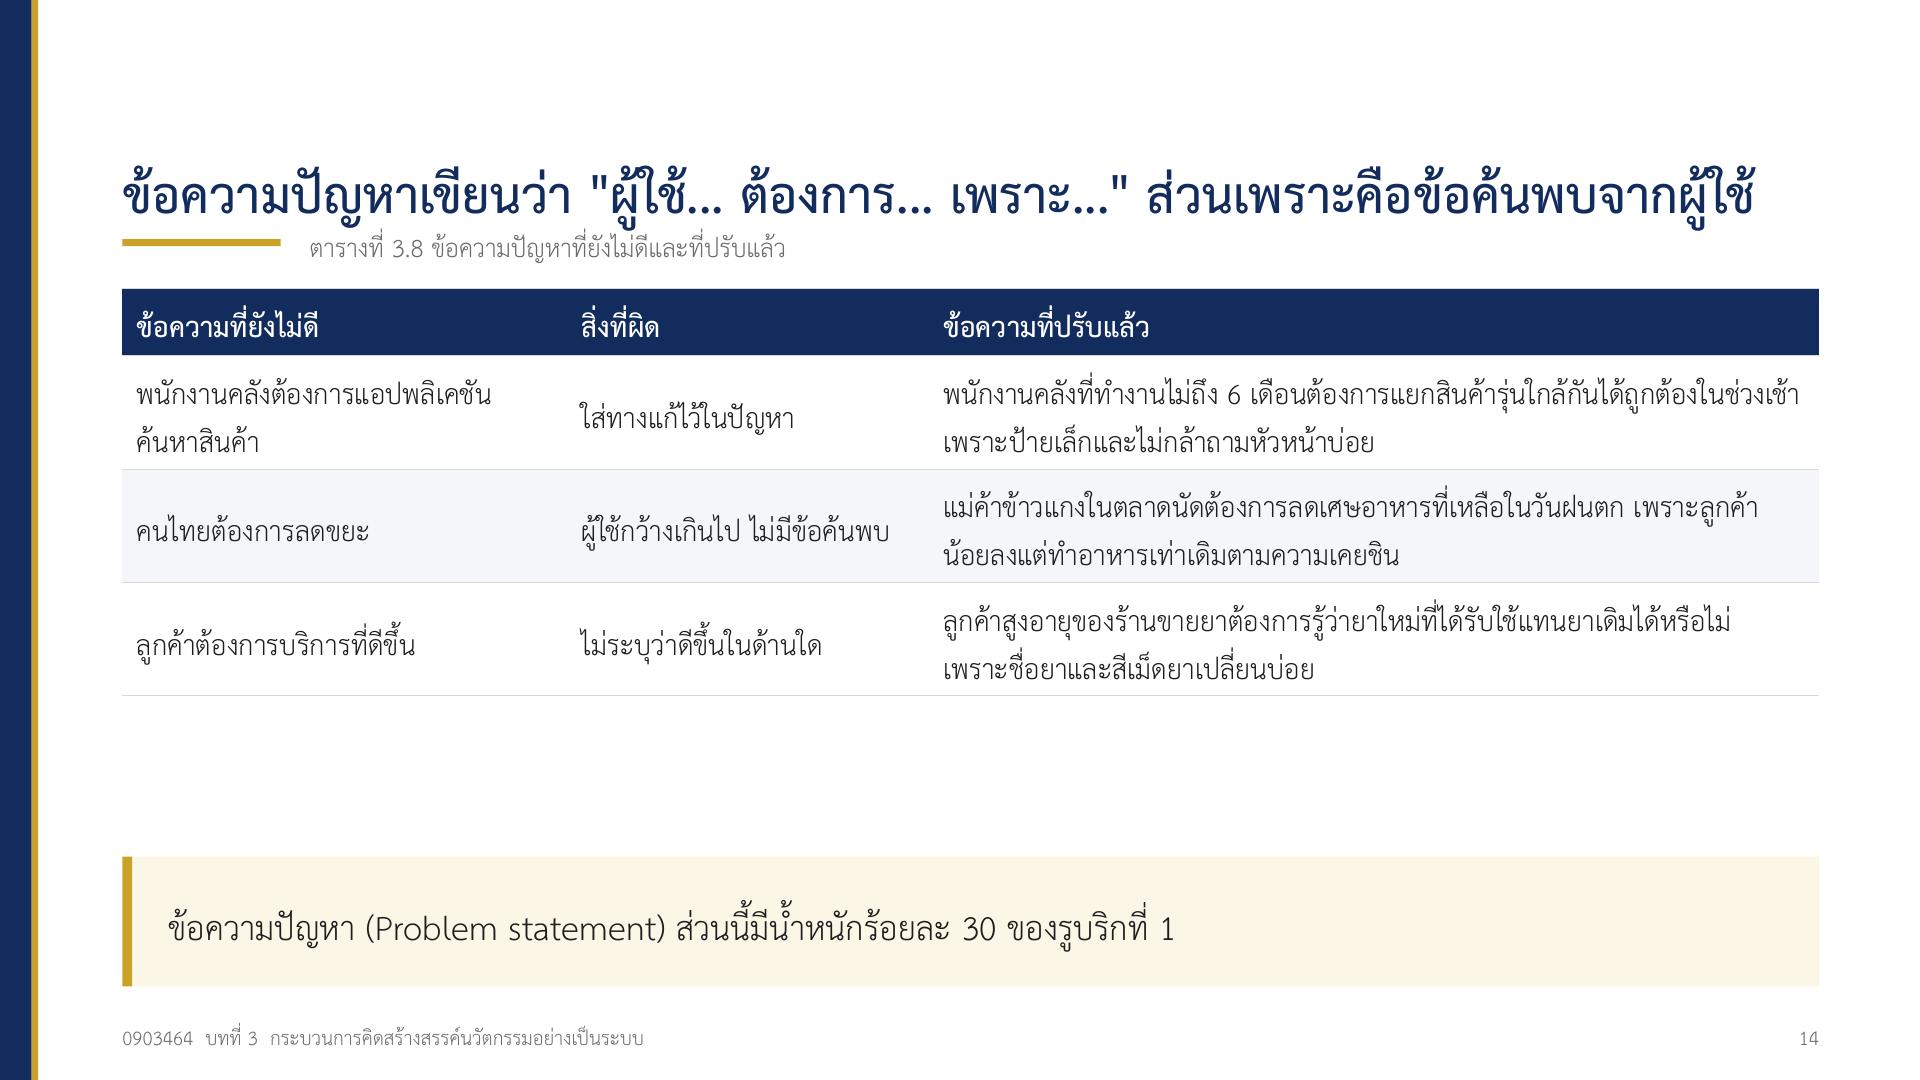 ข้อความปัญหาเขียนว่า "ผู้ใช้... ต้องการ... เพราะ..." ส่วนเพราะคือข้อค้นพบจากผู้ใช้
ตารางที่ 3.8 ข้อความปัญหาที่ยังไม่ดีและที่ปรับแล้ว
ข้อความที่ยังไม่ดี สิ่งที่ผิด ข้อความที่ปรับแล้ว
พนักงานคลังต้องการแอปพลิเคชัน
ค้นหาสินค้า
ใส่ทางแก้ไว้ในปัญหา
พนักงานคลังที่ทำงานไม่ถึง 6 เดือนต้องการแยกสินค้ารุ่นใกล้กันได้ถูกต้องในช่วงเช้า
เพราะป้ายเล็กและไม่กล้าถามหัวหน้าบ่อย
คนไทยต้องการลดขยะ
ผู้ใช้กว้างเกินไป ไม่มีข้อค้นพบ
แม่ค้าข้าวแกงในตลาดนัดต้องการลดเศษอาหารที่เหลือในวันฝนตก เพราะลูกค้า
น้อยลงแต่ทำอาหารเท่าเดิมตามความเคยชิน
ลูกค้าต้องการบริการที่ดีขึ้น
ไม่ระบุว่าดีขึ้นในด้านใด
ลูกค้าสูงอายุของร้านขายยาต้องการรู้ว่ายาใหม่ที่ได้รับใช้แทนยาเดิมได้หรือไม่
เพราะชื่อยาและสีเม็ดยาเปลี่ยนบ่อย
ข้อความปัญหา (Problem statement) ส่วนนี้มีน้ำหนักร้อยละ 30 ของรูบริกที่ 1
0903464 บทที่ 3 กระบวนการคิดสร้างสรรค์นวัตกรรมอย่างเป็นระบบ
14